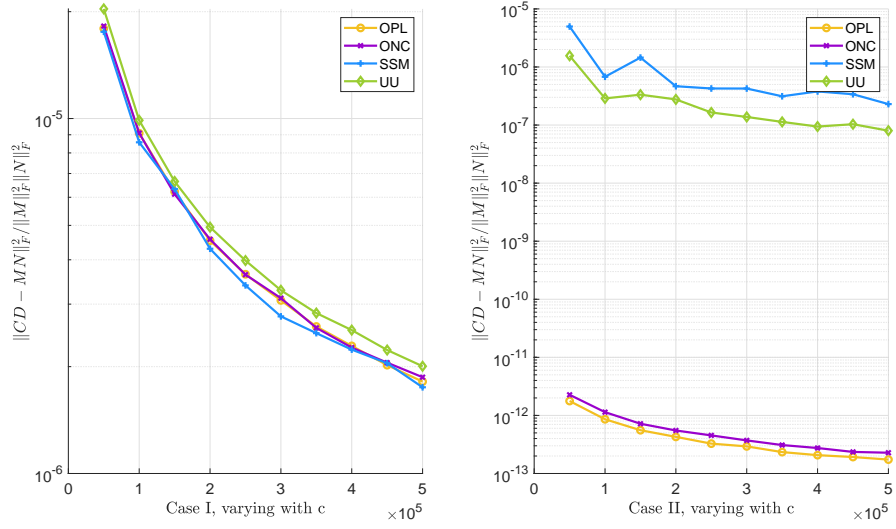 OPL
ONC
SSM
UU
10^{-5}
10^{-6}
||CD − MN||_F^2/||M||_F^2||N||_F^2
0 1 2 3 4 5
×10^5
Case I, varying with c
OPL
ONC
SSM
UU
10^{-5}
10^{-6}
10^{-7}
10^{-8}
10^{-9}
10^{-10}
10^{-11}
10^{-12}
10^{-13}
||CD − MN||_F^2/||M||_F^2||N||_F^2
0 1 2 3 4 5
×10^5
Case II, varying with c